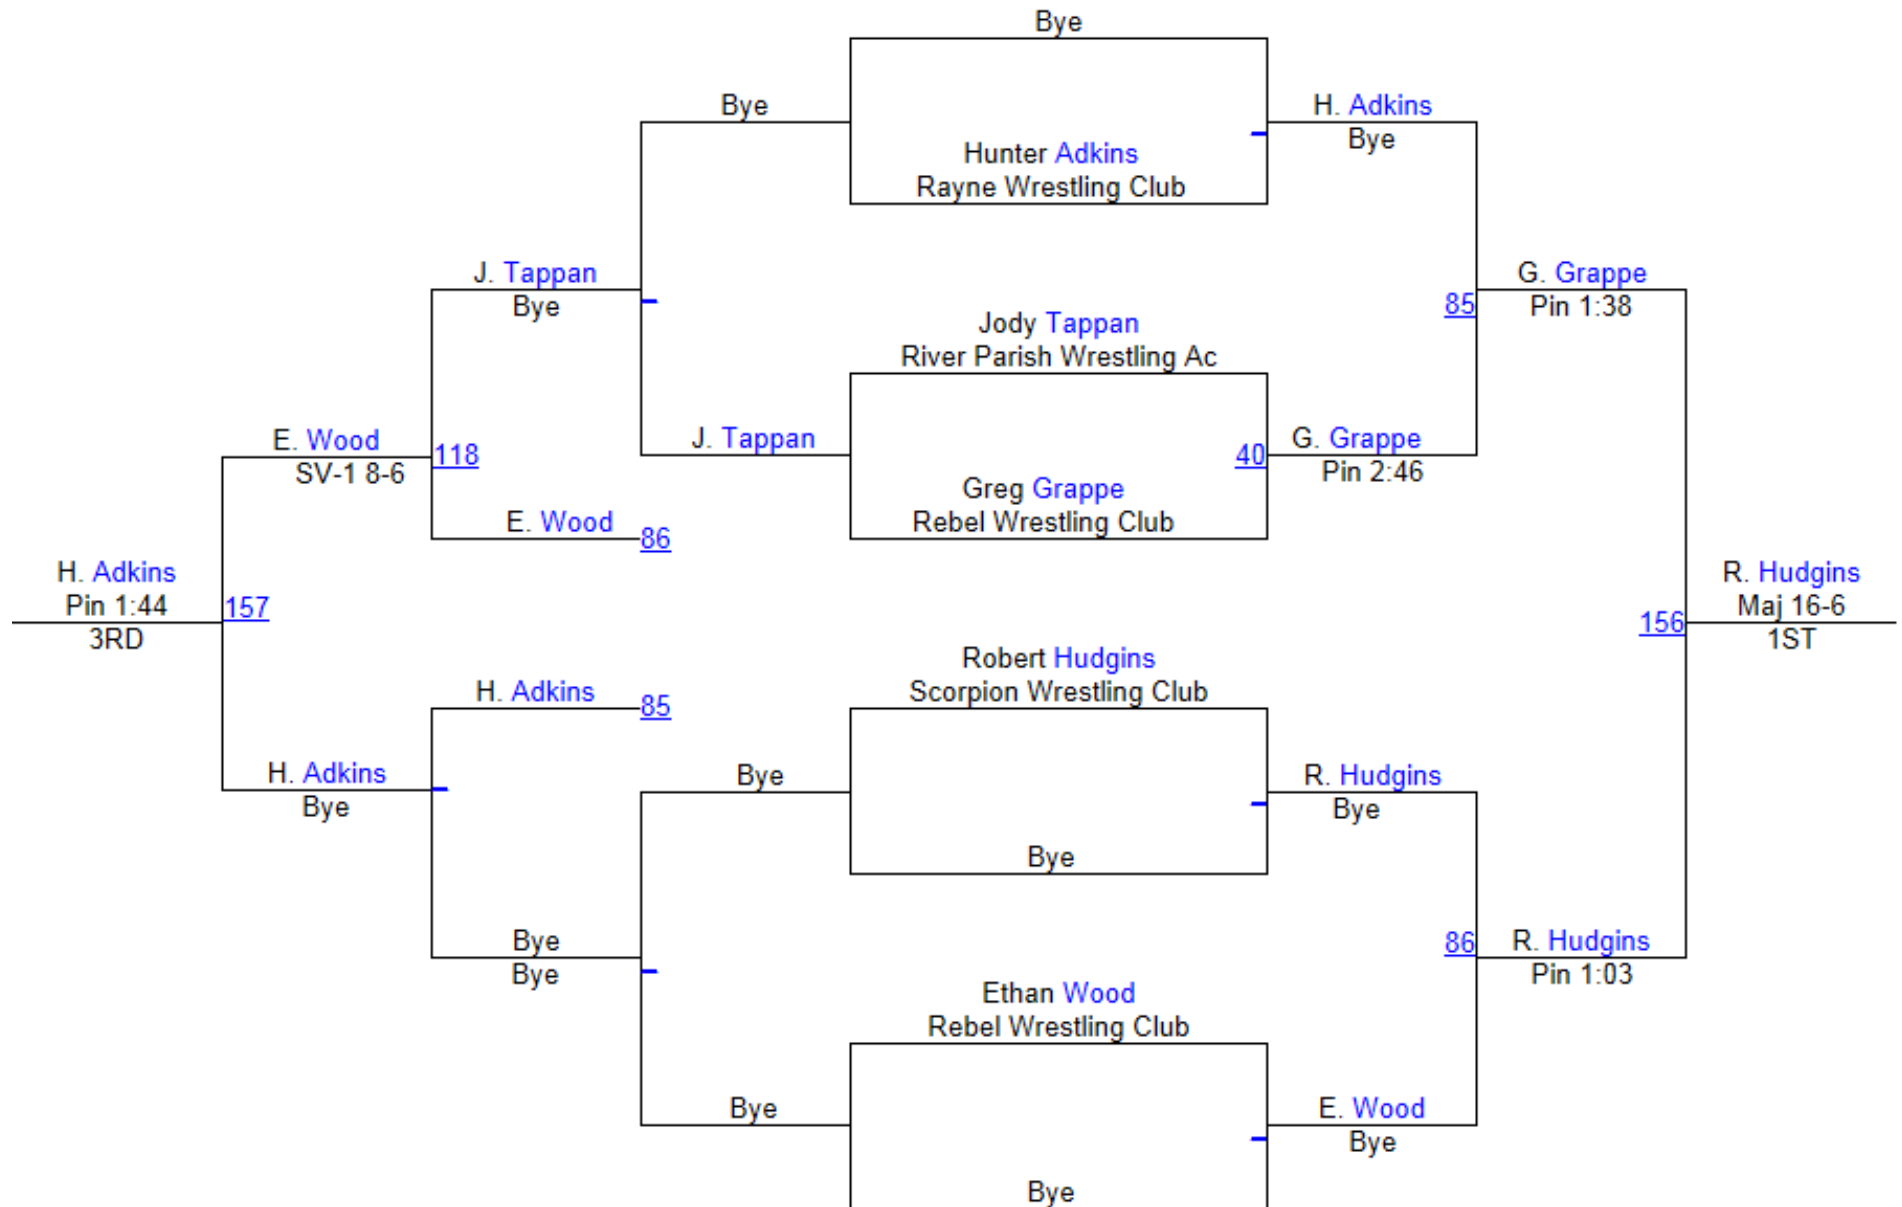 Bye
Bye
H. Adkins
Bye
Hunter Adkins
Rayne Wrestling Club
J. Tappan
Bye
G. Grappe
Pin 1:38
85
Jody Tappan
River Parish Wrestling Ac
E. Wood
SV-1 8-6
118
J. Tappan
40
G. Grappe
Pin 2:46
Greg Grappe
Rebel Wrestling Club
E. Wood
86
H. Adkins
Pin 1:44
3RD
157
R. Hudgins
Maj 16-6
1ST
156
Robert Hudgins
Scorpion Wrestling Club
H. Adkins
85
H. Adkins
Bye
Bye
R. Hudgins
Bye
Bye
Bye
Bye
86
R. Hudgins
Pin 1:03
Ethan Wood
Rebel Wrestling Club
Bye
E. Wood
Bye
Bye